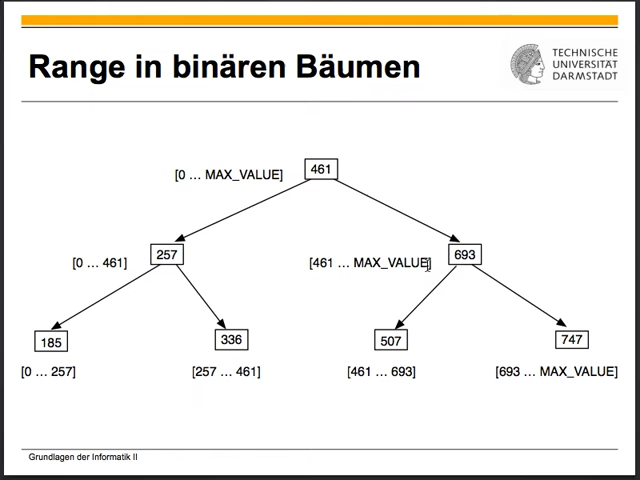 Range in binären Bäumen
TECHNISCHE
UNIVERSITÄT
DARMSTADT
461
[0 ... MAX_VALUE]
257
[0 ... 461]
693
[461 ... MAX_VALUE]
185
336
507
747
[0 ... 257]
[257 ... 461]
[461 ... 693]
[693 ... MAX_VALUE]
Grundlagen der Informatik II